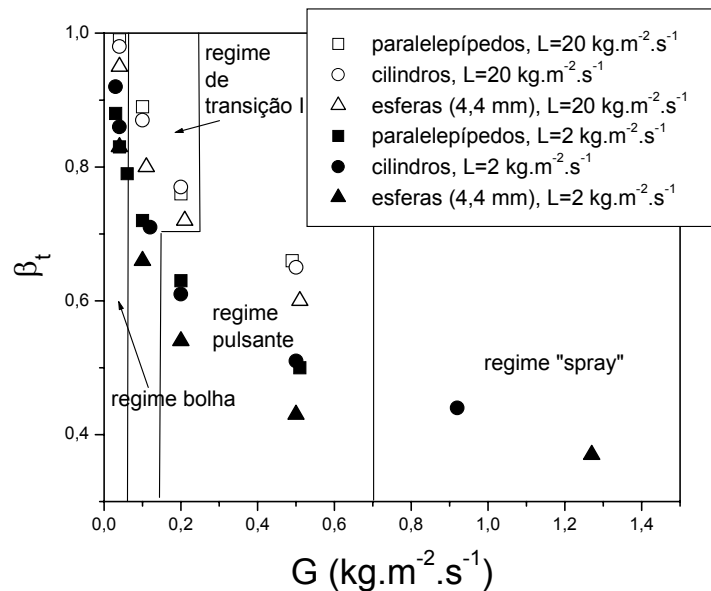 paralelepípedos, L=20 kg.m⁻².s⁻¹
cilindros, L=20 kg.m⁻².s⁻¹
esferas (4,4 mm), L=20 kg.m⁻².s⁻¹
paralelepípedos, L=2 kg.m⁻².s⁻¹
cilindros, L=2 kg.m⁻².s⁻¹
esferas (4,4 mm), L=2 kg.m⁻².s⁻¹
regime
de
transição I
1,0
0,8
0,6
0,4
βt
regime
pulsante
regime "spray"
regime bolha
0,0 0,2 0,4 0,6 0,8 1,0 1,2 1,4
G (kg.m⁻².s⁻¹)